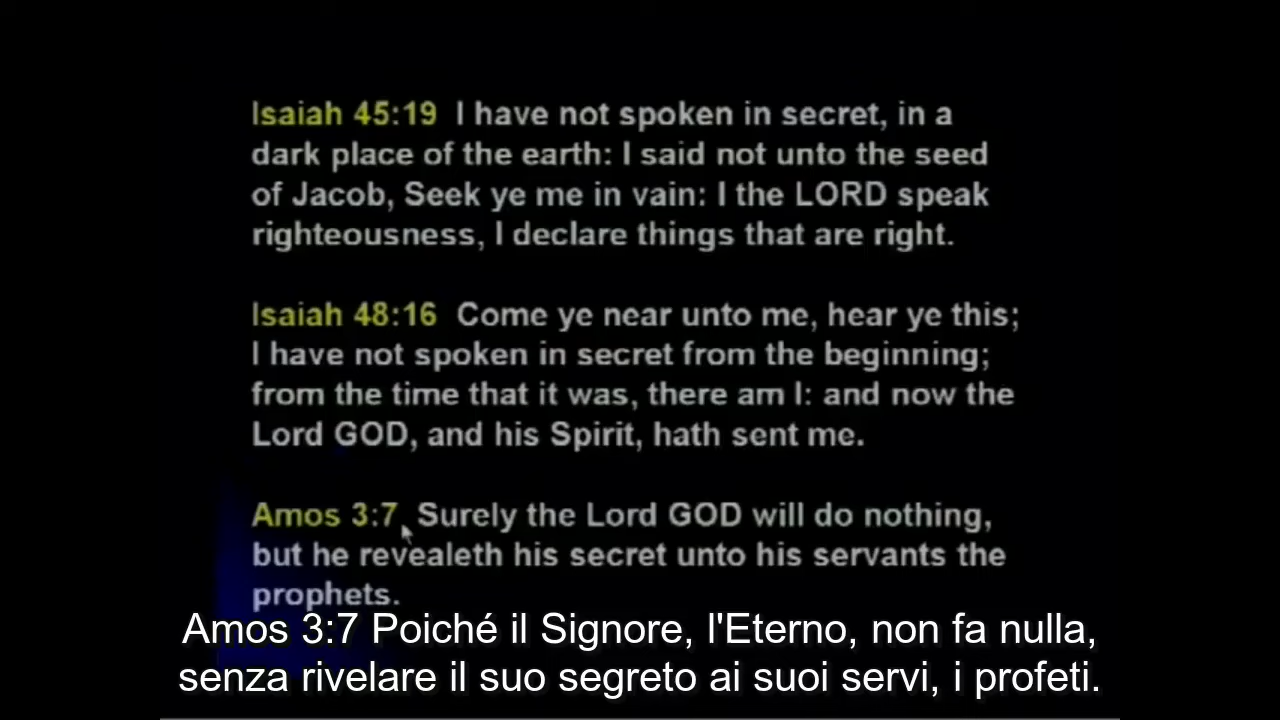 Isaiah 45:19 I have not spoken in secret, in a
dark place of the earth: I said not unto the seed
of Jacob, Seek ye me in vain: I the LORD speak
righteousness, I declare things that are right.
Isaiah 48:16 Come ye near unto me, hear ye this;
I have not spoken in secret from the beginning;
from the time that it was, there am I: and now the
Lord GOD, and his Spirit, hath sent me.
Amos 3:7 Surely the Lord GOD will do nothing,
but he revealeth his secret unto his servants the
prophets.
Amos 3:7 Poiché il Signore, l'Eterno, non fa nulla,
senza rivelare il suo segreto ai suoi servi, i profeti.